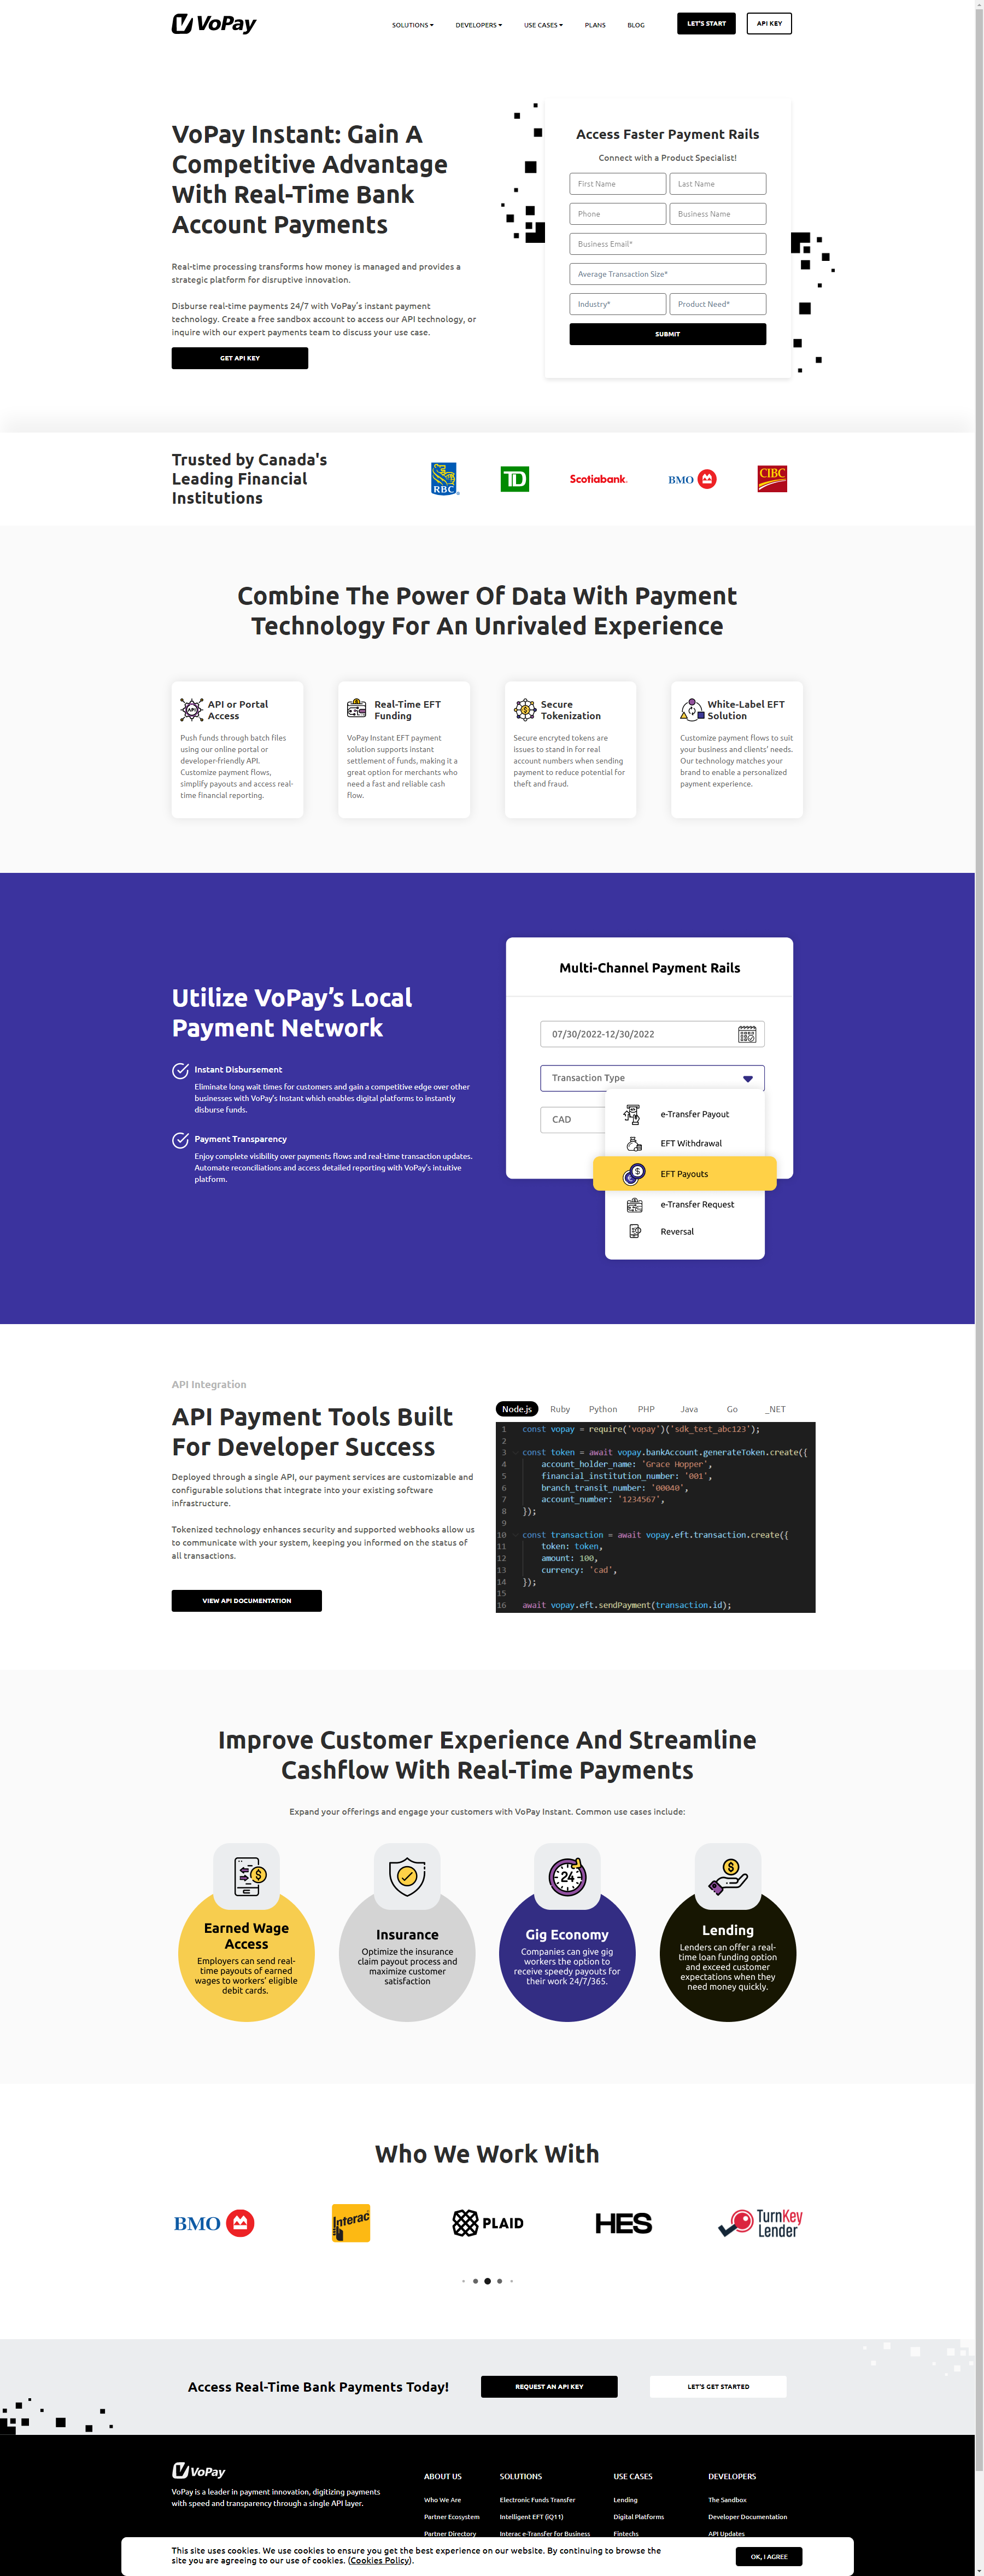 VoPay
SOLUTIONS DEVELOPERS USE CASES PLANS BLOG LET'S START API KEY
VoPay Instant: Gain A
Competitive Advantage
With Real-Time Bank
Account Payments
Real-time processing transforms how money is managed and provides a
strategic platform for disruptive innovation.
Disburse real-time payments 24/7 with VoPay's instant payment
technology. Create a free sandbox account to access our API technology, or
inquire with our expert payments team to discuss your use case.
GET API KEY
Access Faster Payment Rails
Connect with a Product Specialist!
First Name Last Name
Phone Business Name
Business Email*
Average Transaction Size*
Industry* Product Need*
SUBMIT
Trusted by Canada's
Leading Financial
Institutions
RBC TD Scotiabank BMO CIBC
Combine The Power Of Data With Payment
Technology For An Unrivaled Experience
API
API or Portal
Access
Push funds through batch files
using our online portal or
developer-friendly API.
Customize payment flows,
simplify payouts and access real-
time financial reporting.
Real-Time EFT
Funding
VoPay Instant EFT payment
solution supports instant
settlement of funds, making it a
great option for merchants who
need a fast and reliable cash
flow.
Secure
Tokenization
Secure encryted tokens are
issues to stand in for real
account numbers when sending
payment to reduce potential for
theft and fraud.
White-Label EFT
Solution
Customize payment flows to suit
your business and clients' needs.
Our technology matches your
brand to enable a personalized
payment experience.
Utilize VoPay's Local
Payment Network
Instant Disbursement
Eliminate long wait times for customers and gain a competitive edge over other
businesses with VoPay's Instant which enables digital platforms to instantly
disburse funds.
Payment Transparency
Enjoy complete visibility over payments flows and real-time transaction updates.
Automate reconciliations and access detailed reporting with VoPay's intuitive
platform.
Multi-Channel Payment Rails
07/30/2022-12/30/2022
Transaction Type
CAD
e-Transfer Payout
EFT Withdrawal
EFT Payouts
e-Transfer Request
Reversal
API Integration
API Payment Tools Built
For Developer Success
Deployed through a single API, our payment services are customizable and
configurable solutions that integrate into your existing software
infrastructure.
Tokenized technology enhances security and supported webhooks allow us
to communicate with your system, keeping you informed on the status of
all transactions.
VIEW API DOCUMENTATION
Node.js Ruby Python PHP Java Go _NET
1 const vopay = require('vopay')('sdk_test_abc123');
2
3 const token = await vopay.bankAccount.generateToken.create({
4 account_holder_name: 'Grace Hopper',
5 financial_institution_number: '001',
6 branch_transit_number: '00040',
7 account_number: '1234567',
8 });
9
10 const transaction = await vopay.eft.transaction.create({
11 token: token,
12 amount: 100,
13 currency: 'cad',
14 });
15
16 await vopay.eft.sendPayment(transaction.id);
Improve Customer Experience And Streamline
Cashflow With Real-Time Payments
Expand your offerings and engage your customers with VoPay Instant. Common use cases include:
Earned Wage
Access
Employers can send real-
time payouts of earned
wages to workers' eligible
debit cards.
Insurance
Optimize the insurance
claim payout process and
maximize customer
satisfaction
24
Gig Economy
Companies can give gig
workers the option to
receive speedy payouts for
their work 24/7/365.
Lending
Lenders can offer a real-
time loan funding option
and exceed customer
expectations when they
need money quickly.
Who We Work With
BMO Interac PLAID HES TurnKey Lender
Access Real-Time Bank Payments Today! REQUEST AN API KEY LET'S GET STARTED
VoPay
VoPay is a leader in payment innovation, digitizing payments
with speed and transparency through a single API layer.
ABOUT US
Who We Are
Partner Ecosystem
Partner Directory
SOLUTIONS
Electronic Funds Transfer
Intelligent EFT (iQ11)
Interac e-Transfer for Business
USE CASES
Lending
Digital Platforms
Fintechs
DEVELOPERS
The Sandbox
Developer Documentation
API Updates
This site uses cookies. We use cookies to ensure you get the best experience on our website. By continuing to browse the
site you are agreeing to our use of cookies. (Cookies Policy).
OK, I AGREE